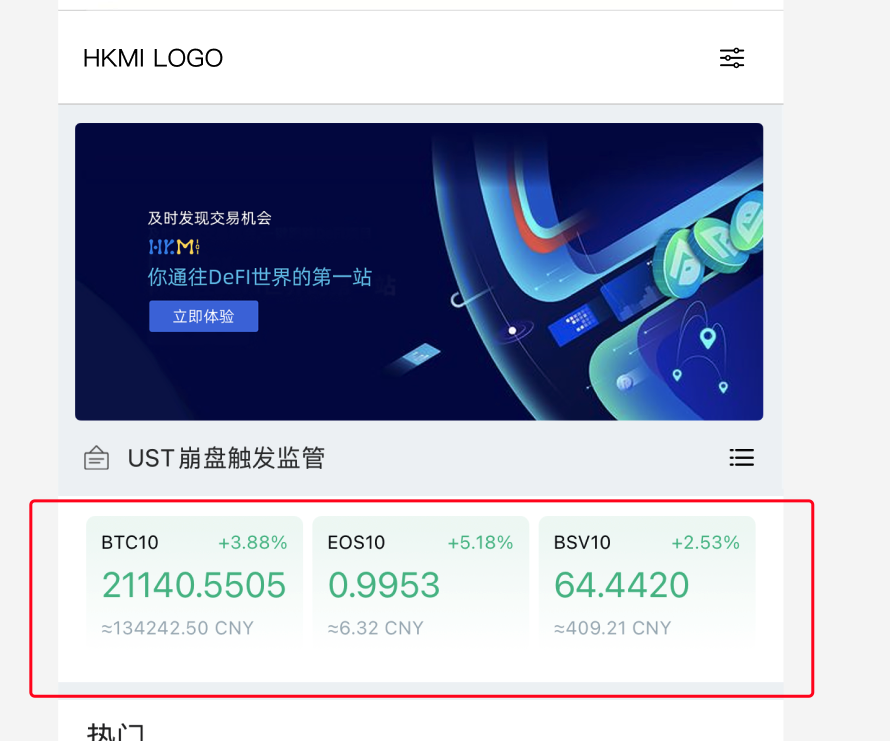 HKMI LOGO
及时发现交易机会
HKMI
你通往DeFI世界的第一站
立即体验
UST崩盘触发监管
BTC10 +3.88% EOS10 +5.18% BSV10 +2.53%
21140.5505 0.9953 64.4420
≈134242.50 CNY ≈6.32 CNY ≈409.21 CNY
热门